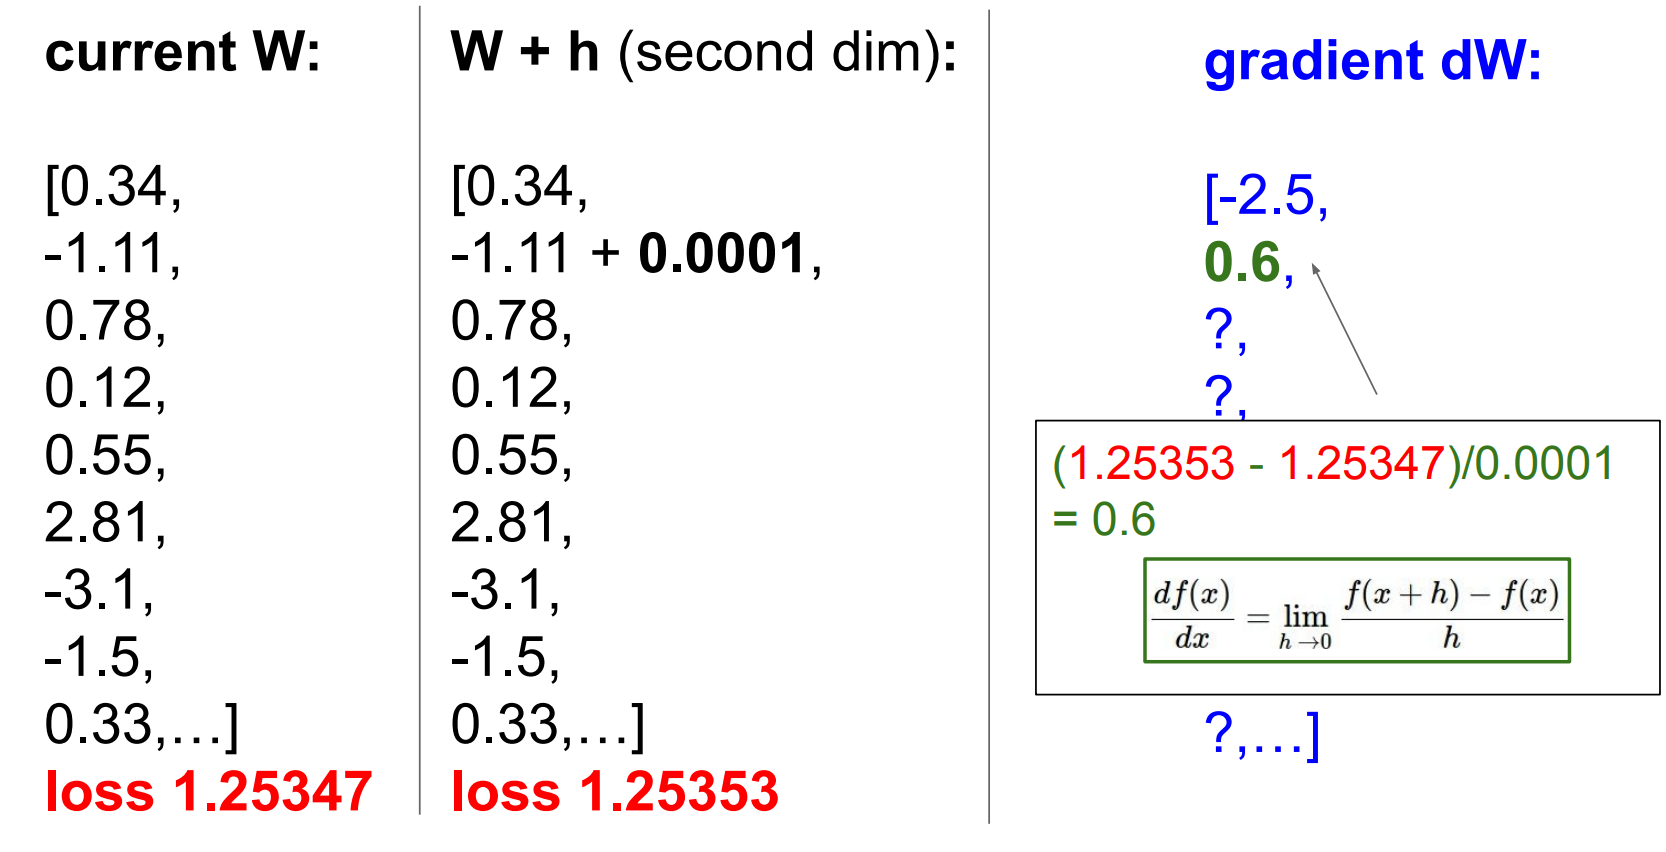 current W:
[0.34,
-1.11,
0.78,
0.12,
0.55,
2.81,
-3.1,
-1.5,
0.33,…]
loss 1.25347
W + h (second dim):
[0.34,
-1.11 + 0.0001,
0.78,
0.12,
0.55,
2.81,
-3.1,
-1.5,
0.33,…]
loss 1.25353
gradient dW:
[-2.5,
0.6,
?,
?,
(1.25353 - 1.25347)/0.0001
= 0.6
df(x)/dx = lim h→0 f(x + h) − f(x)/h
?,…]